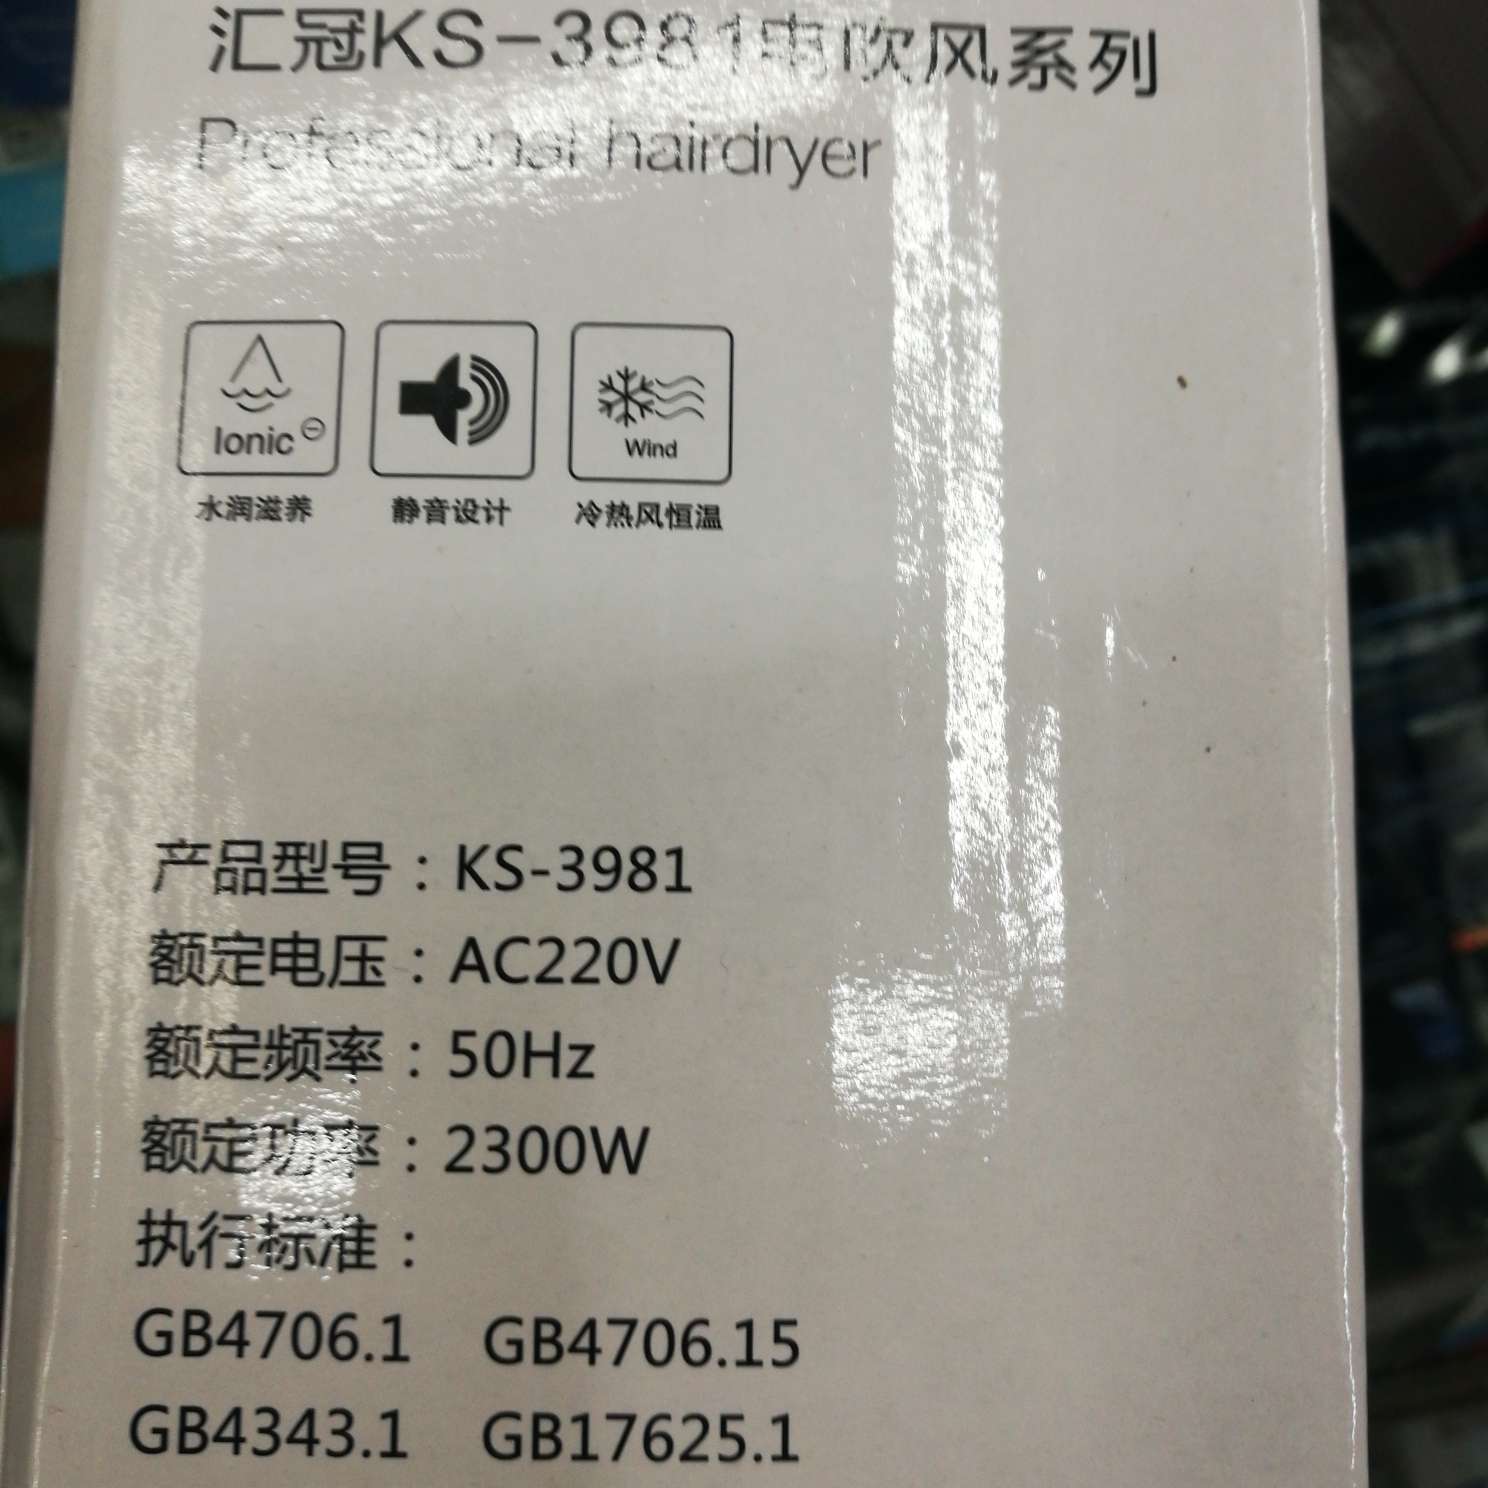 汇冠KS-3981电吹风系列
Professional hairdryer
Ionic
Wind
水润滋养 静音设计 冷热风恒温
产品型号：KS-3981
额定电压：AC220V
额定频率：50Hz
额定功率：2300W
执行标准：
GB4706.1 GB4706.15
GB4343.1 GB17625.1